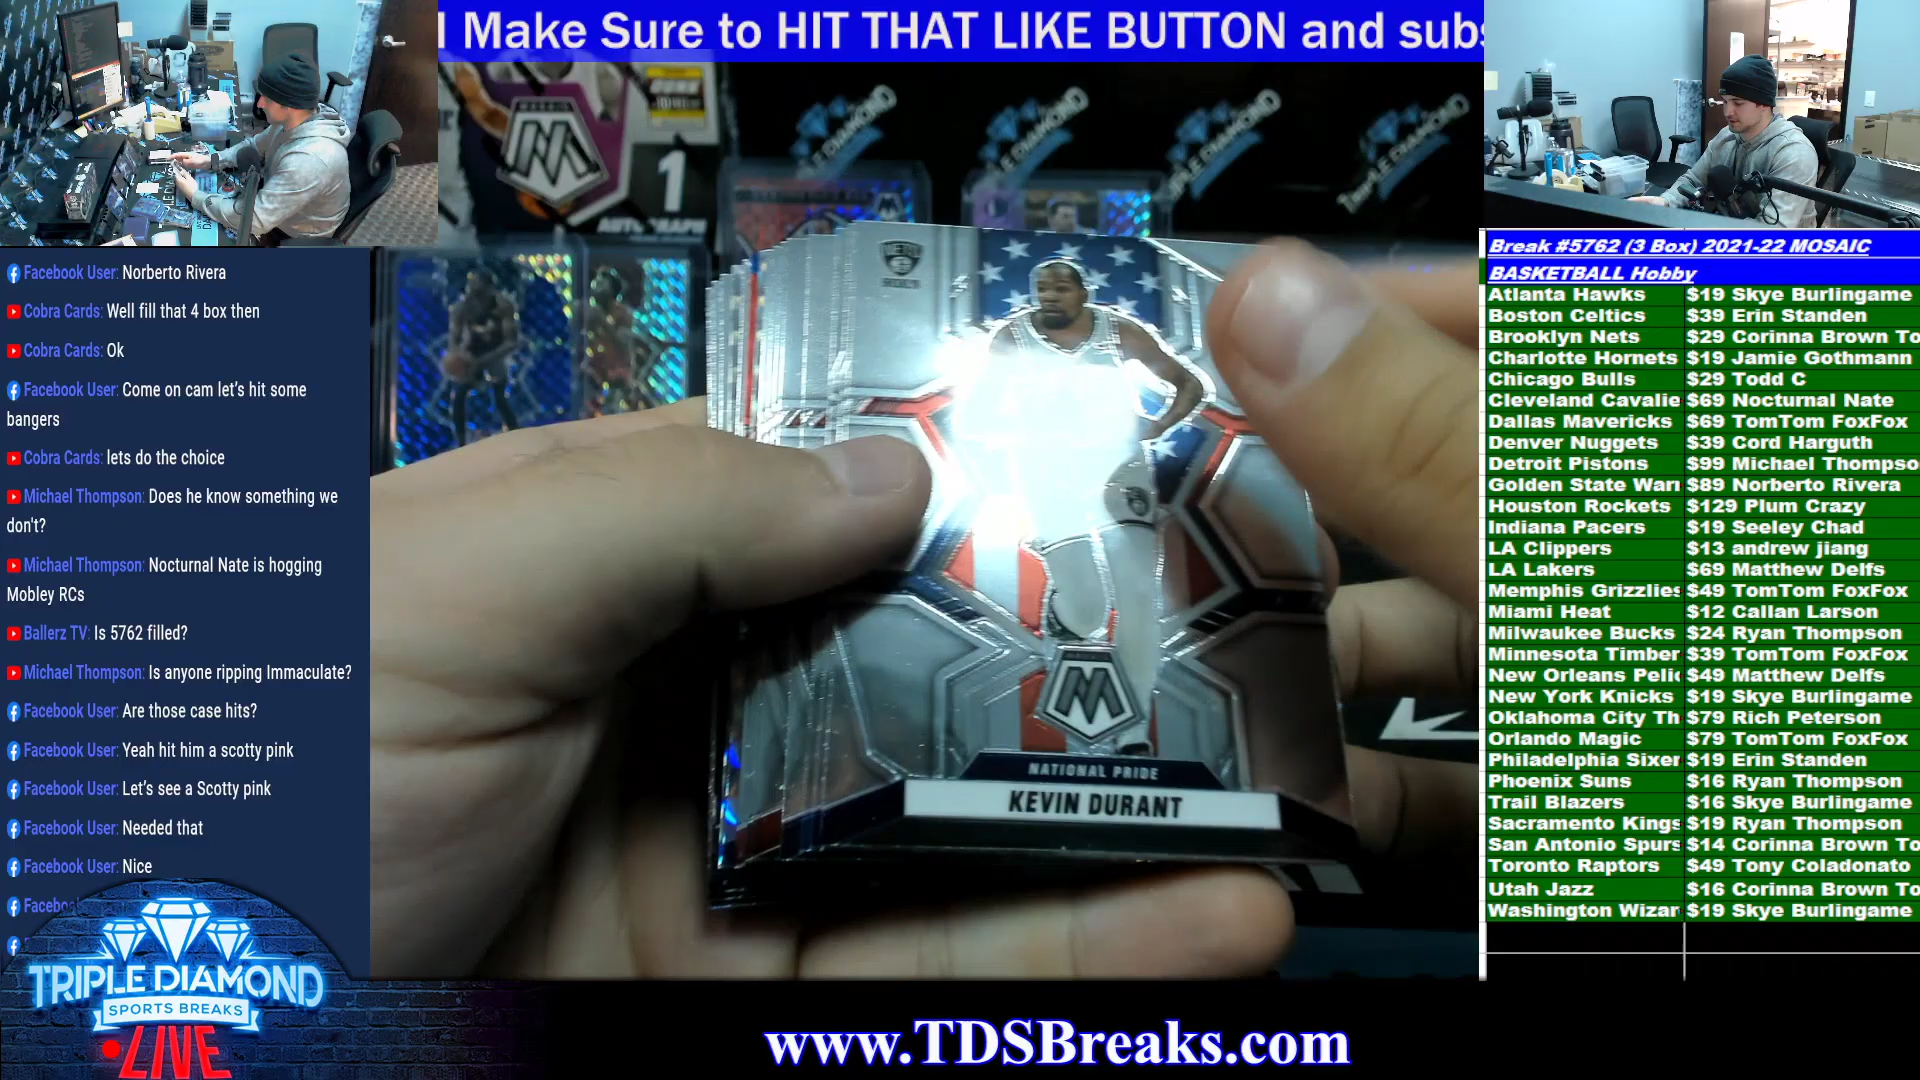 I Make Sure to HIT THAT LIKE BUTTON and subs
Facebook User: Norberto Rivera
Cobra Cards: Well fill that 4 box then
Cobra Cards: Ok
Facebook User: Come on cam let's hit some
bangers
Cobra Cards: lets do the choice
Michael Thompson: Does he know something we
don't?
Michael Thompson: Nocturnal Nate is hogging
Mobley RCs
Ballerz TV: Is 5762 filled?
Michael Thompson: Is anyone ripping Immaculate?
Facebook User: Are those case hits?
Facebook User: Yeah hit him a scotty pink
Facebook User: Let's see a Scotty pink
Facebook User: Needed that
Facebook User: Nice
TRIPLE DIAMOND
SPORTS BREAKS
LIVE
MOSAIC
1
AUTOGRAPH
TRIPLE DIAMOND
NETS
NATIONAL PRIDE
KEVIN DURANT
Break #5762 (3 Box) 2021-22 MOSAIC
BASKETBALL Hobby
Atlanta Hawks $19 Skye Burlingame
Boston Celtics $39 Erin Standen
Brooklyn Nets $29 Corinna Brown To
Charlotte Hornets $19 Jamie Gothmann
Chicago Bulls $29 Todd C
Cleveland Cavalie $69 Nocturnal Nate
Dallas Mavericks $69 TomTom FoxFox
Denver Nuggets $39 Cord Harguth
Detroit Pistons $99 Michael Thompso
Golden State Warr $89 Norberto Rivera
Houston Rockets $129 Plum Crazy
Indiana Pacers $19 Seeley Chad
LA Clippers $13 andrew jiang
LA Lakers $69 Matthew Delfs
Memphis Grizzlies $49 TomTom FoxFox
Miami Heat $12 Callan Larson
Milwaukee Bucks $24 Ryan Thompson
Minnesota Timber $39 TomTom FoxFox
New Orleans Peli $49 Matthew Delfs
New York Knicks $19 Skye Burlingame
Oklahoma City Th $79 Rich Peterson
Orlando Magic $79 TomTom FoxFox
Philadelphia Sixer $19 Erin Standen
Phoenix Suns $16 Ryan Thompson
Trail Blazers $16 Skye Burlingame
Sacramento Kings $19 Ryan Thompson
San Antonio Spurs $14 Corinna Brown To
Toronto Raptors $49 Tony Coladonato
Utah Jazz $16 Corinna Brown To
Washington Wizar $19 Skye Burlingame
www.TDSBreaks.com